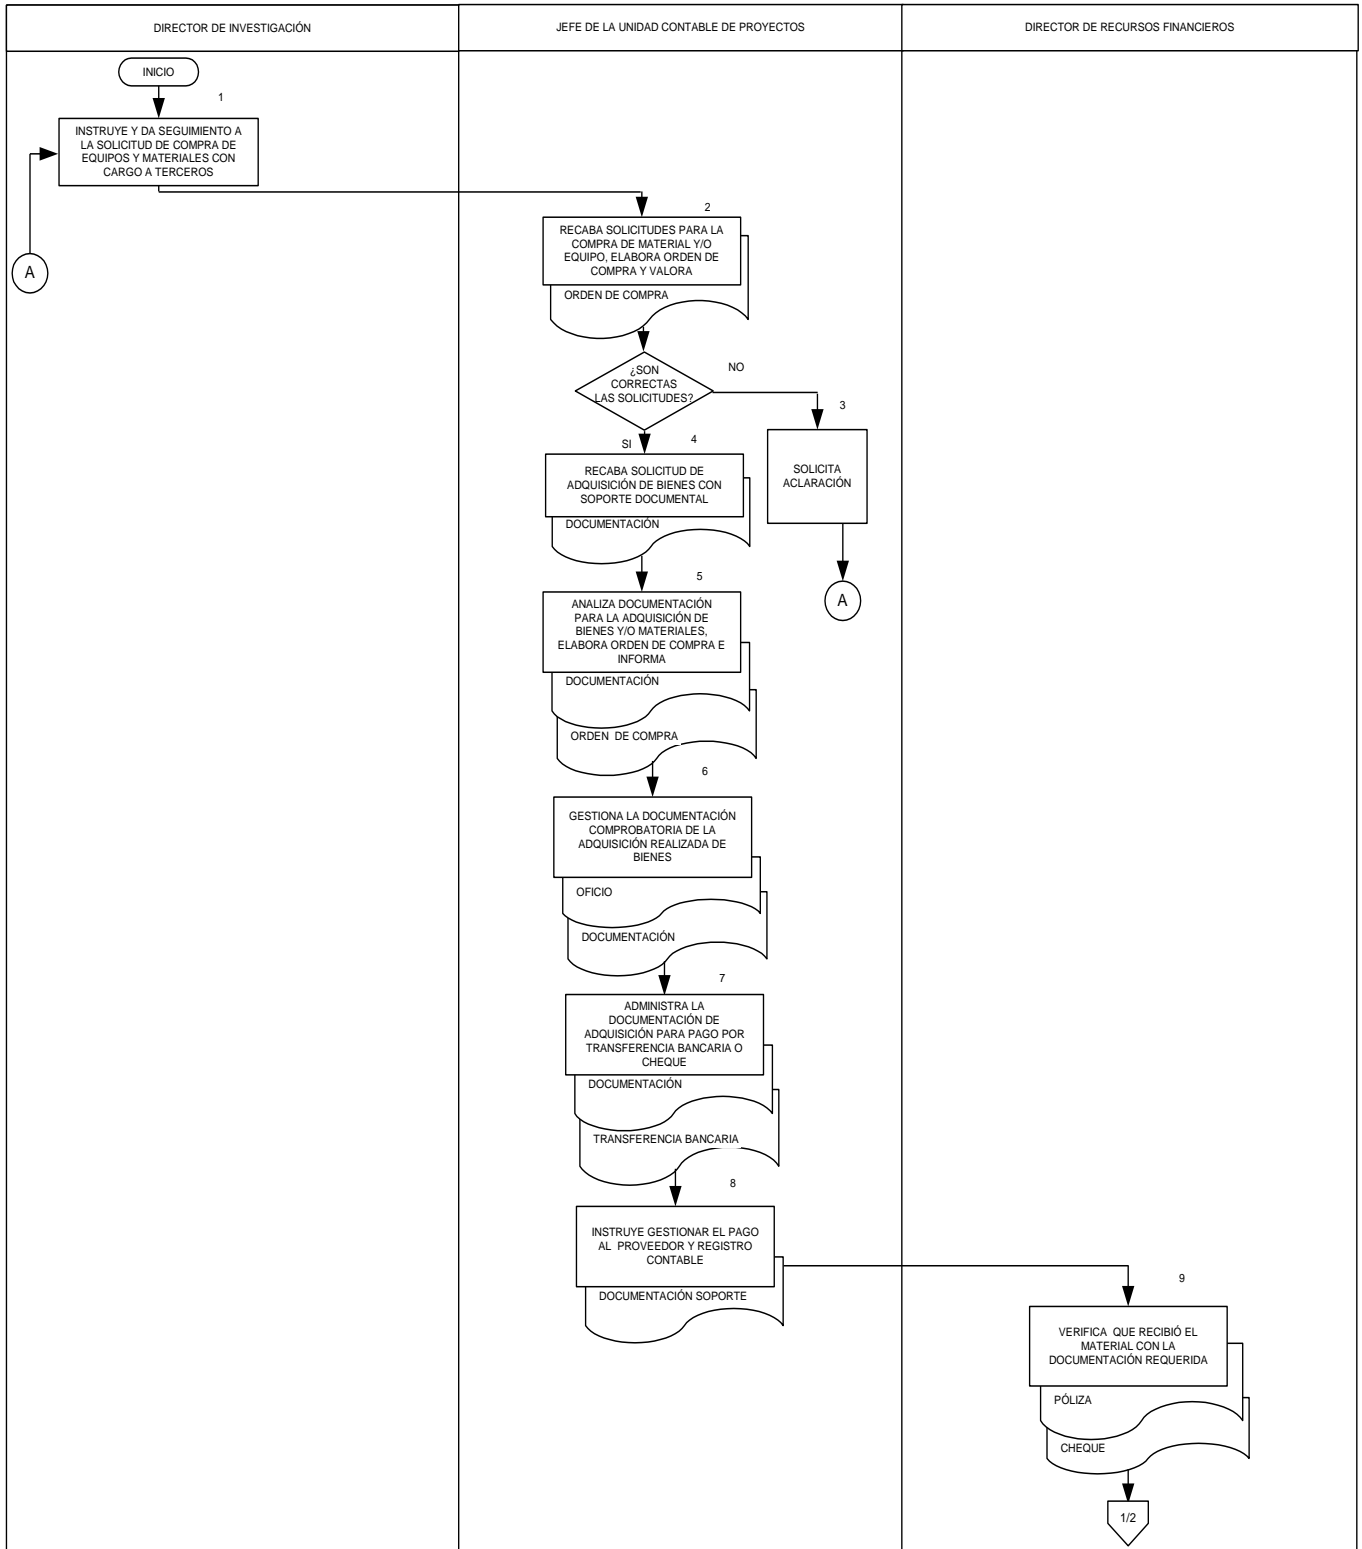 DIRECTOR DE INVESTIGACIÓN
JEFE DE LA UNIDAD CONTABLE DE PROYECTOS
DIRECTOR DE RECURSOS FINANCIEROS
INICIO
1
INSTRUYE Y DA SEGUIMIENTO A
LA SOLICITUD DE COMPRA DE
EQUIPOS Y MATERIALES CON
CARGO A TERCEROS
A
2
RECABA SOLICITUDES PARA LA
COMPRA DE MATERIAL Y/O
EQUIPO, ELABORA ORDEN DE
COMPRA Y VALORA
ORDEN DE COMPRA
¿SON
CORRECTAS
LAS SOLICITUDES?
NO
3
SOLICITA
ACLARACIÓN
A
SI
4
RECABA SOLICITUD DE
ADQUISICIÓN DE BIENES CON
SOPORTE DOCUMENTAL
DOCUMENTACIÓN
5
ANALIZA DOCUMENTACIÓN
PARA LA ADQUISICIÓN DE
BIENES Y/O MATERIALES,
ELABORA ORDEN DE COMPRA E
INFORMA
DOCUMENTACIÓN
ORDEN DE COMPRA
6
GESTIONA LA DOCUMENTACIÓN
COMPROBATORIA DE LA
ADQUISICIÓN REALIZADA DE
BIENES
OFICIO
DOCUMENTACIÓN
7
ADMINISTRA LA
DOCUMENTACIÓN DE
ADQUISICIÓN PARA PAGO POR
TRANSFERENCIA BANCARIA O
CHEQUE
DOCUMENTACIÓN
TRANSFERENCIA BANCARIA
8
INSTRUYE GESTIONAR EL PAGO
AL PROVEEDOR Y REGISTRO
CONTABLE
DOCUMENTACIÓN SOPORTE
9
VERIFICA QUE RECIBIÓ EL
MATERIAL CON LA
DOCUMENTACIÓN REQUERIDA
PÓLIZA
CHEQUE
1/2